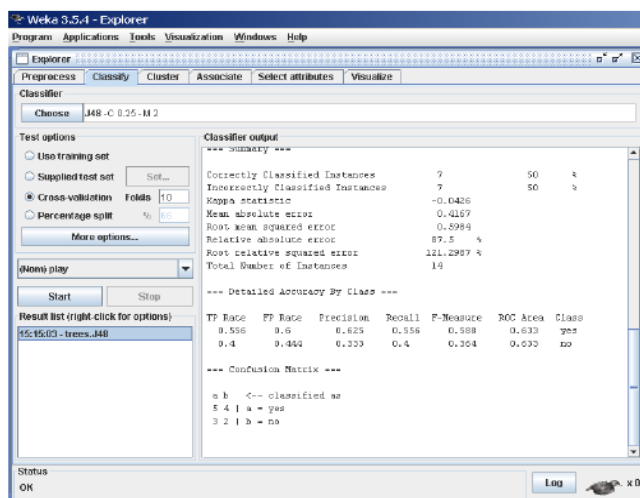 Weka 3.5.4 - Explorer
Program Applications Tools Visualization Windows Help
Explorer
Preprocess Classify Cluster Associate Select attributes Visualize
Classifier
Choose J48 -C 0.25 -M 2
Test options
Use training set
Supplied test set Set...
Cross-validation Folds 10
Percentage split % 66
More options...
(Nom) play
Start Stop
Result list (right-click for options)
15:15:03 - trees.J48
Classifier output
=== Summary ===
Correctly Classified Instances 7 50 %
Incorrectly Classified Instances 7 50 %
Kappa statistic -0.0426
Mean absolute error 0.4167
Root mean squared error 0.5984
Relative absolute error 87.5 %
Root relative squared error 121.2987 %
Total Number of Instances 14
=== Detailed Accuracy By Class ===
TP Rate FP Rate Precision Recall F-Measure ROC Area Class
0.556 0.6 0.625 0.556 0.588 0.633 yes
0.4 0.444 0.333 0.4 0.364 0.633 no
=== Confusion Matrix ===
a b <-- classified as
5 4 | a = yes
3 2 | b = no
Status
OK
Log
x 0